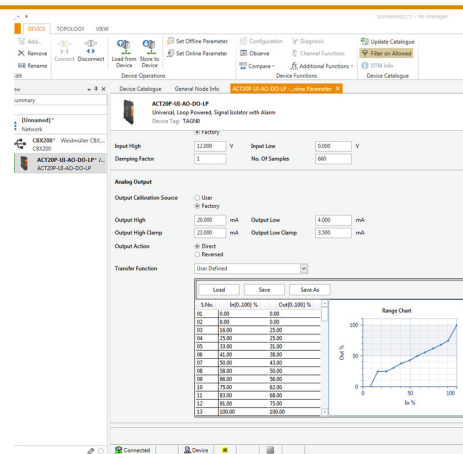 [Unnamed] * - WI-Manager
DEVICE TOPOLOGY VIEW
Add...
Remove
Rename
Connect Disconnect
Load from Device
Store to Device
Set Offline Parameter
Set Online Parameter
Configuration
Observe
Compare
Diagnosis
Channel Functions
Additional Functions
Update Catalogue
Filter on Allowed
DTM Info
Edit Device Operations Device Functions Device Catalogue
Summary
[Unnamed]*
Network
CBX200* Weidmüller CBX,...
CBX200
ACT20P-UI-AO-DO-LP* /...
ACT20P-UI-AO-DO-LP
Device Catalogue General Node Info ACT20P-UI-AO-DO-LP -...nline Parameter
ACT20P-UI-AO-DO-LP
Universal, Loop Powered, Signal Isolator with Alarm
Device Tag: TAGN0
Factory
Input High 12.000 V Input Low 0.000 V
Damping Factor 1 No. Of Samples 660
Analog Output
Output Calibration Source User
Factory
Output High 20.000 mA Output Low 4.000 mA
Output High Clamp 23.000 mA Output Low Clamp 3.500 mA
Output Action Direct
Reversed
Transfer Function User Defined
Load Save Save As
S.No. In[0..100] % Out[0..100] %
01 0.00 0.00
02 8.00 0.00
03 16.00 25.00
04 25.00 25.00
05 33.00 31.00
06 41.00 38.00
07 50.00 43.00
08 58.00 50.00
09 66.00 56.00
10 75.00 62.00
11 83.00 68.00
12 91.00 75.00
13 100.00 100.00
Range Chart
100
50
0
Out %
0 50 100
In %
Connected Device